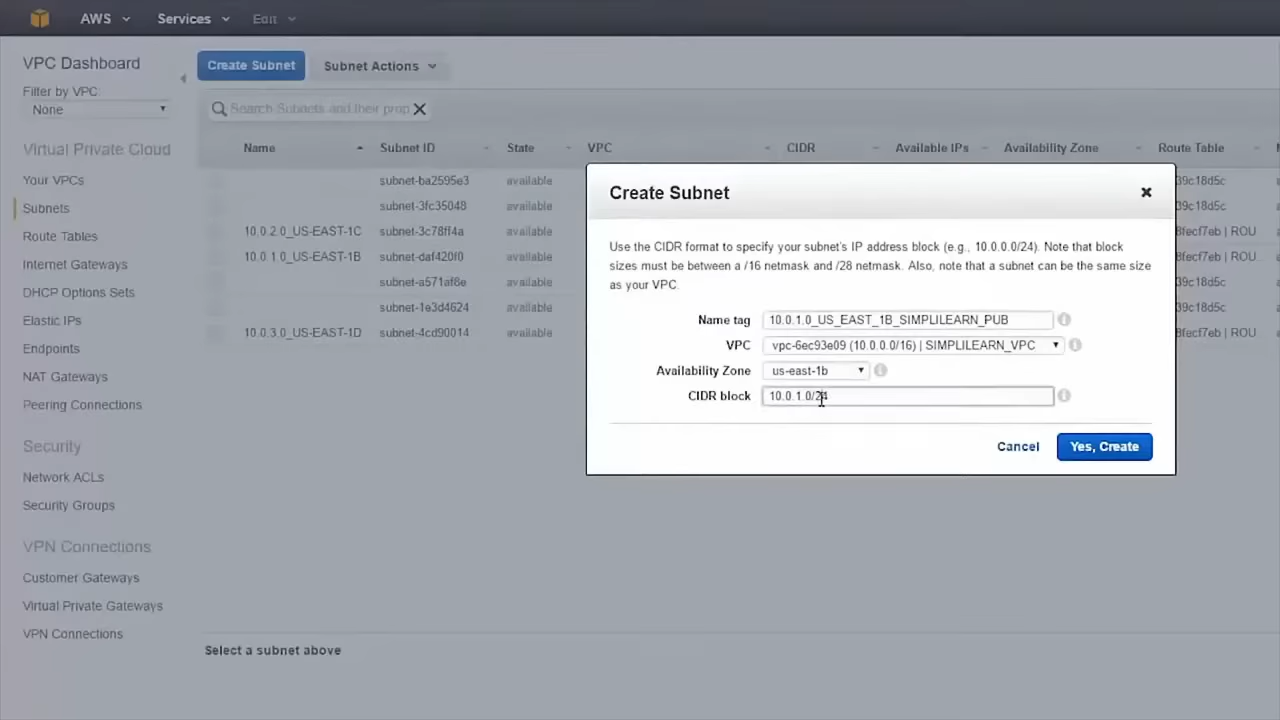 AWS Services Edit
VPC Dashboard
Filter by VPC:
None
Virtual Private Cloud
Your VPCs
Subnets
Route Tables
Internet Gateways
DHCP Options Sets
Elastic IPs
Endpoints
NAT Gateways
Peering Connections
Security
Network ACLs
Security Groups
VPN Connections
Customer Gateways
Virtual Private Gateways
VPN Connections
Create Subnet Subnet Actions
Search Subnets and their prop
Name Subnet ID State VPC CIDR Available IPs Availability Zone Route Table
subnet-ba2595e3 available 39c18d5c
subnet-3fc35048 available 39c18d5c
10.0.2.0_US-EAST-1C subnet-3c78ff4a available 8fecf7eb | ROU
10.0.1.0_US-EAST-1B subnet-daf420f0 available 8fecf7eb | ROU
subnet-a571af8e available 39c18d5c
subnet-1e3d4624 available 39c18d5c
10.0.3.0_US-EAST-1D subnet-4cd90014 available 8fecf7eb | ROU
Create Subnet
Use the CIDR format to specify your subnet's IP address block (e.g., 10.0.0.0/24). Note that block
sizes must be between a /16 netmask and /28 netmask. Also, note that a subnet can be the same size
as your VPC.
Name tag 10.0.1.0_US_EAST_1B_SIMPLILEARN_PUB
VPC vpc-6ec93e09 (10.0.0.0/16) | SIMPLILEARN_VPC
Availability Zone us-east-1b
CIDR block 10.0.1.0/24
Cancel Yes, Create
Select a subnet above